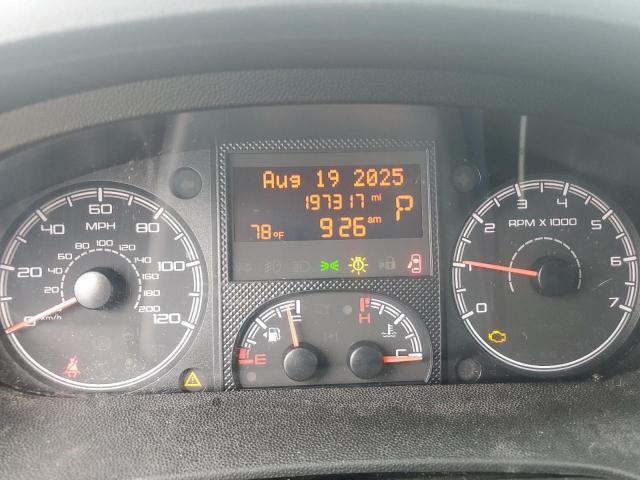 Aug 19 2025
197317 mi
P
78°F 9:26 am
0 20 40 60 80 100 120
MPH
20 40 60 80 100 120 140 160 180 200
km/h
E F
H C
RPM X 1000
0 1 2 3 4 5 6 7